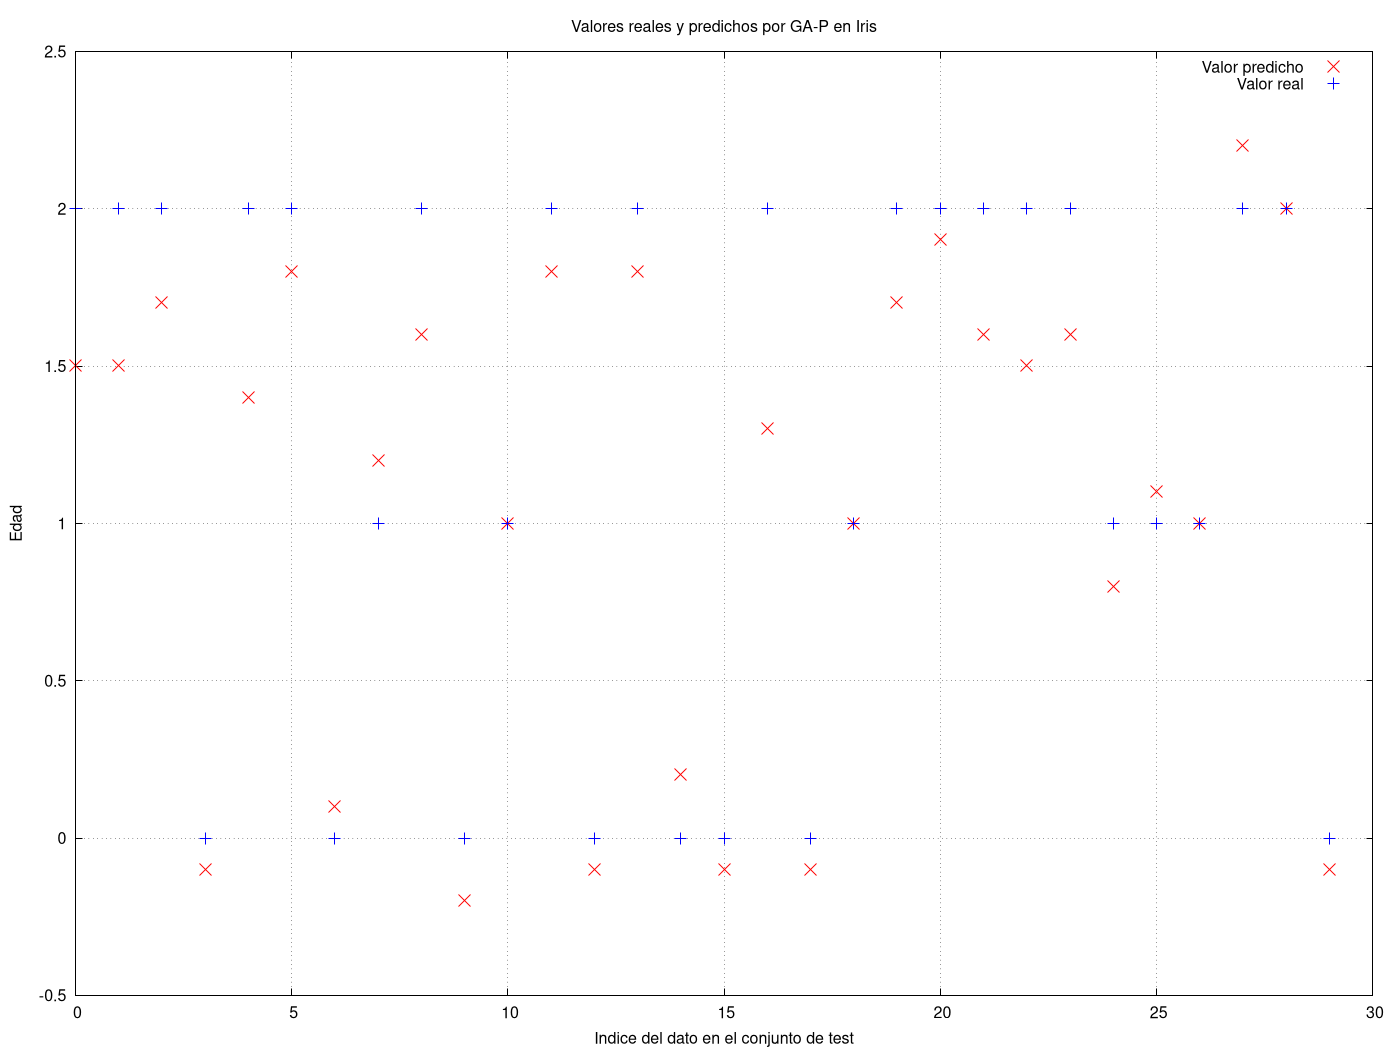 Valores reales y predichos por GA-P en Iris
2.5
Valor predicho
Valor real
2
1.5
1
Edad
0.5
0
-0.5
0 5 10 15 20 25 30
Indice del dato en el conjunto de test